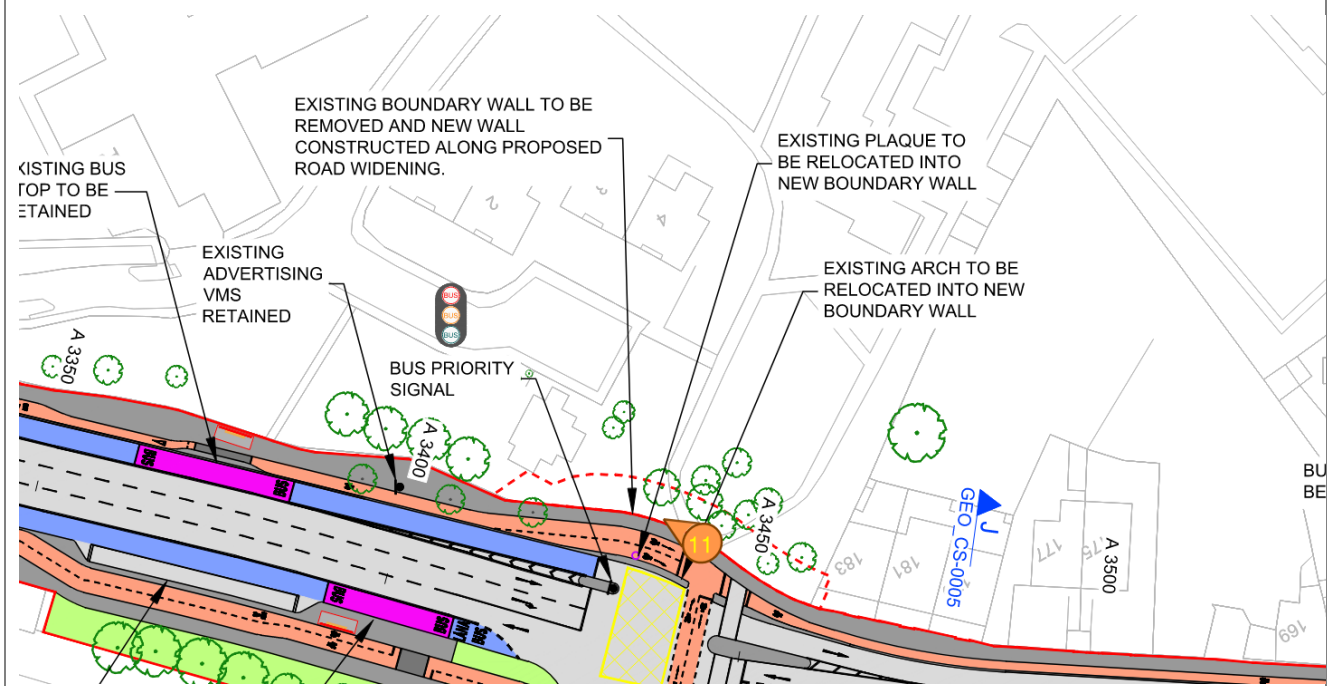 EXISTING BOUNDARY WALL TO BE
REMOVED AND NEW WALL
CONSTRUCTED ALONG PROPOSED
ROAD WIDENING.
EXISTING PLAQUE TO
BE RELOCATED INTO
NEW BOUNDARY WALL
XISTING BUS
TOP TO BE
ETAINED
EXISTING
ADVERTISING
VMS
RETAINED
EXISTING ARCH TO BE
RELOCATED INTO NEW
BOUNDARY WALL
BUS
BUS
BUS
BUS PRIORITY
SIGNAL
2
3
4
A 3350
A 3400
A 3450
A 3500
11
J
GEO_CS-0005
183
181
177
175
169
BU
BE
BUS
BUS
BUS
BUS
BUS